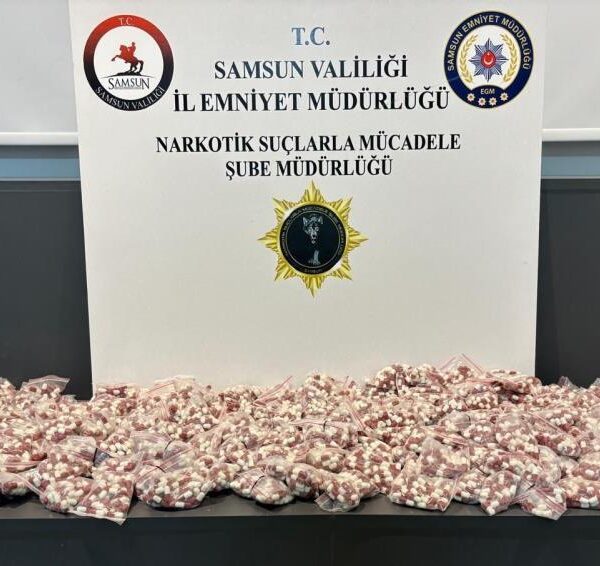 T.C.
SAMSUN
SAMSUN VALİLİĞİ
T.C.
SAMSUN VALİLİĞİ
İL EMNİYET MÜDÜRLÜĞÜ
SAMSUN EMNİYET MÜDÜRLÜĞÜ
EGM
NARKOTİK SUÇLARLA MÜCADELE
ŞUBE MÜDÜRLÜĞÜ